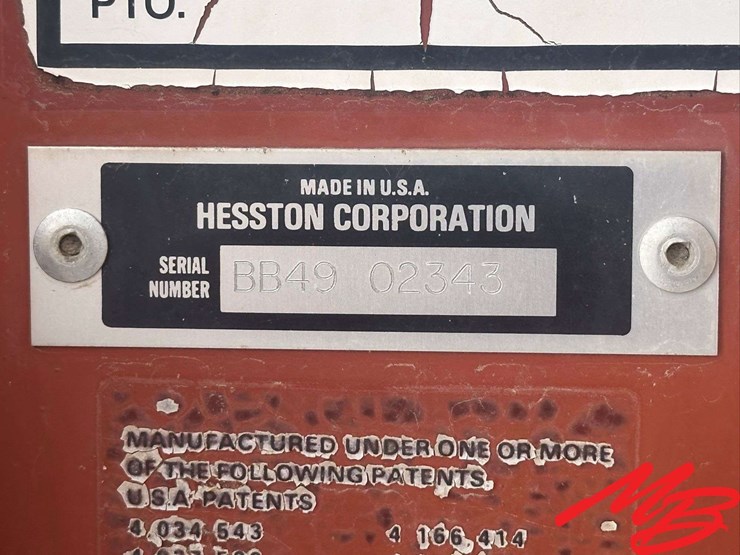 PTO.
MADE IN U.S.A.
HESSTON CORPORATION
SERIAL
NUMBER
BB49 02343
MANUFACTURED UNDER ONE OR MORE
OF THE FOLLOWING PATENTS.
U.S.A. PATENTS
4 034 543 4 166 414
MB